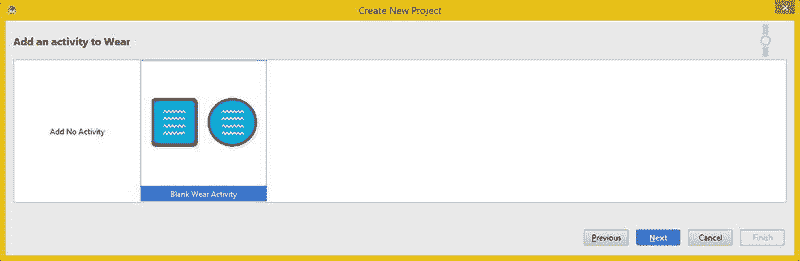 Create New Project
Add an activity to Wear
Add No Activity
Blank Wear Activity
Previous
Next
Cancel
Finish